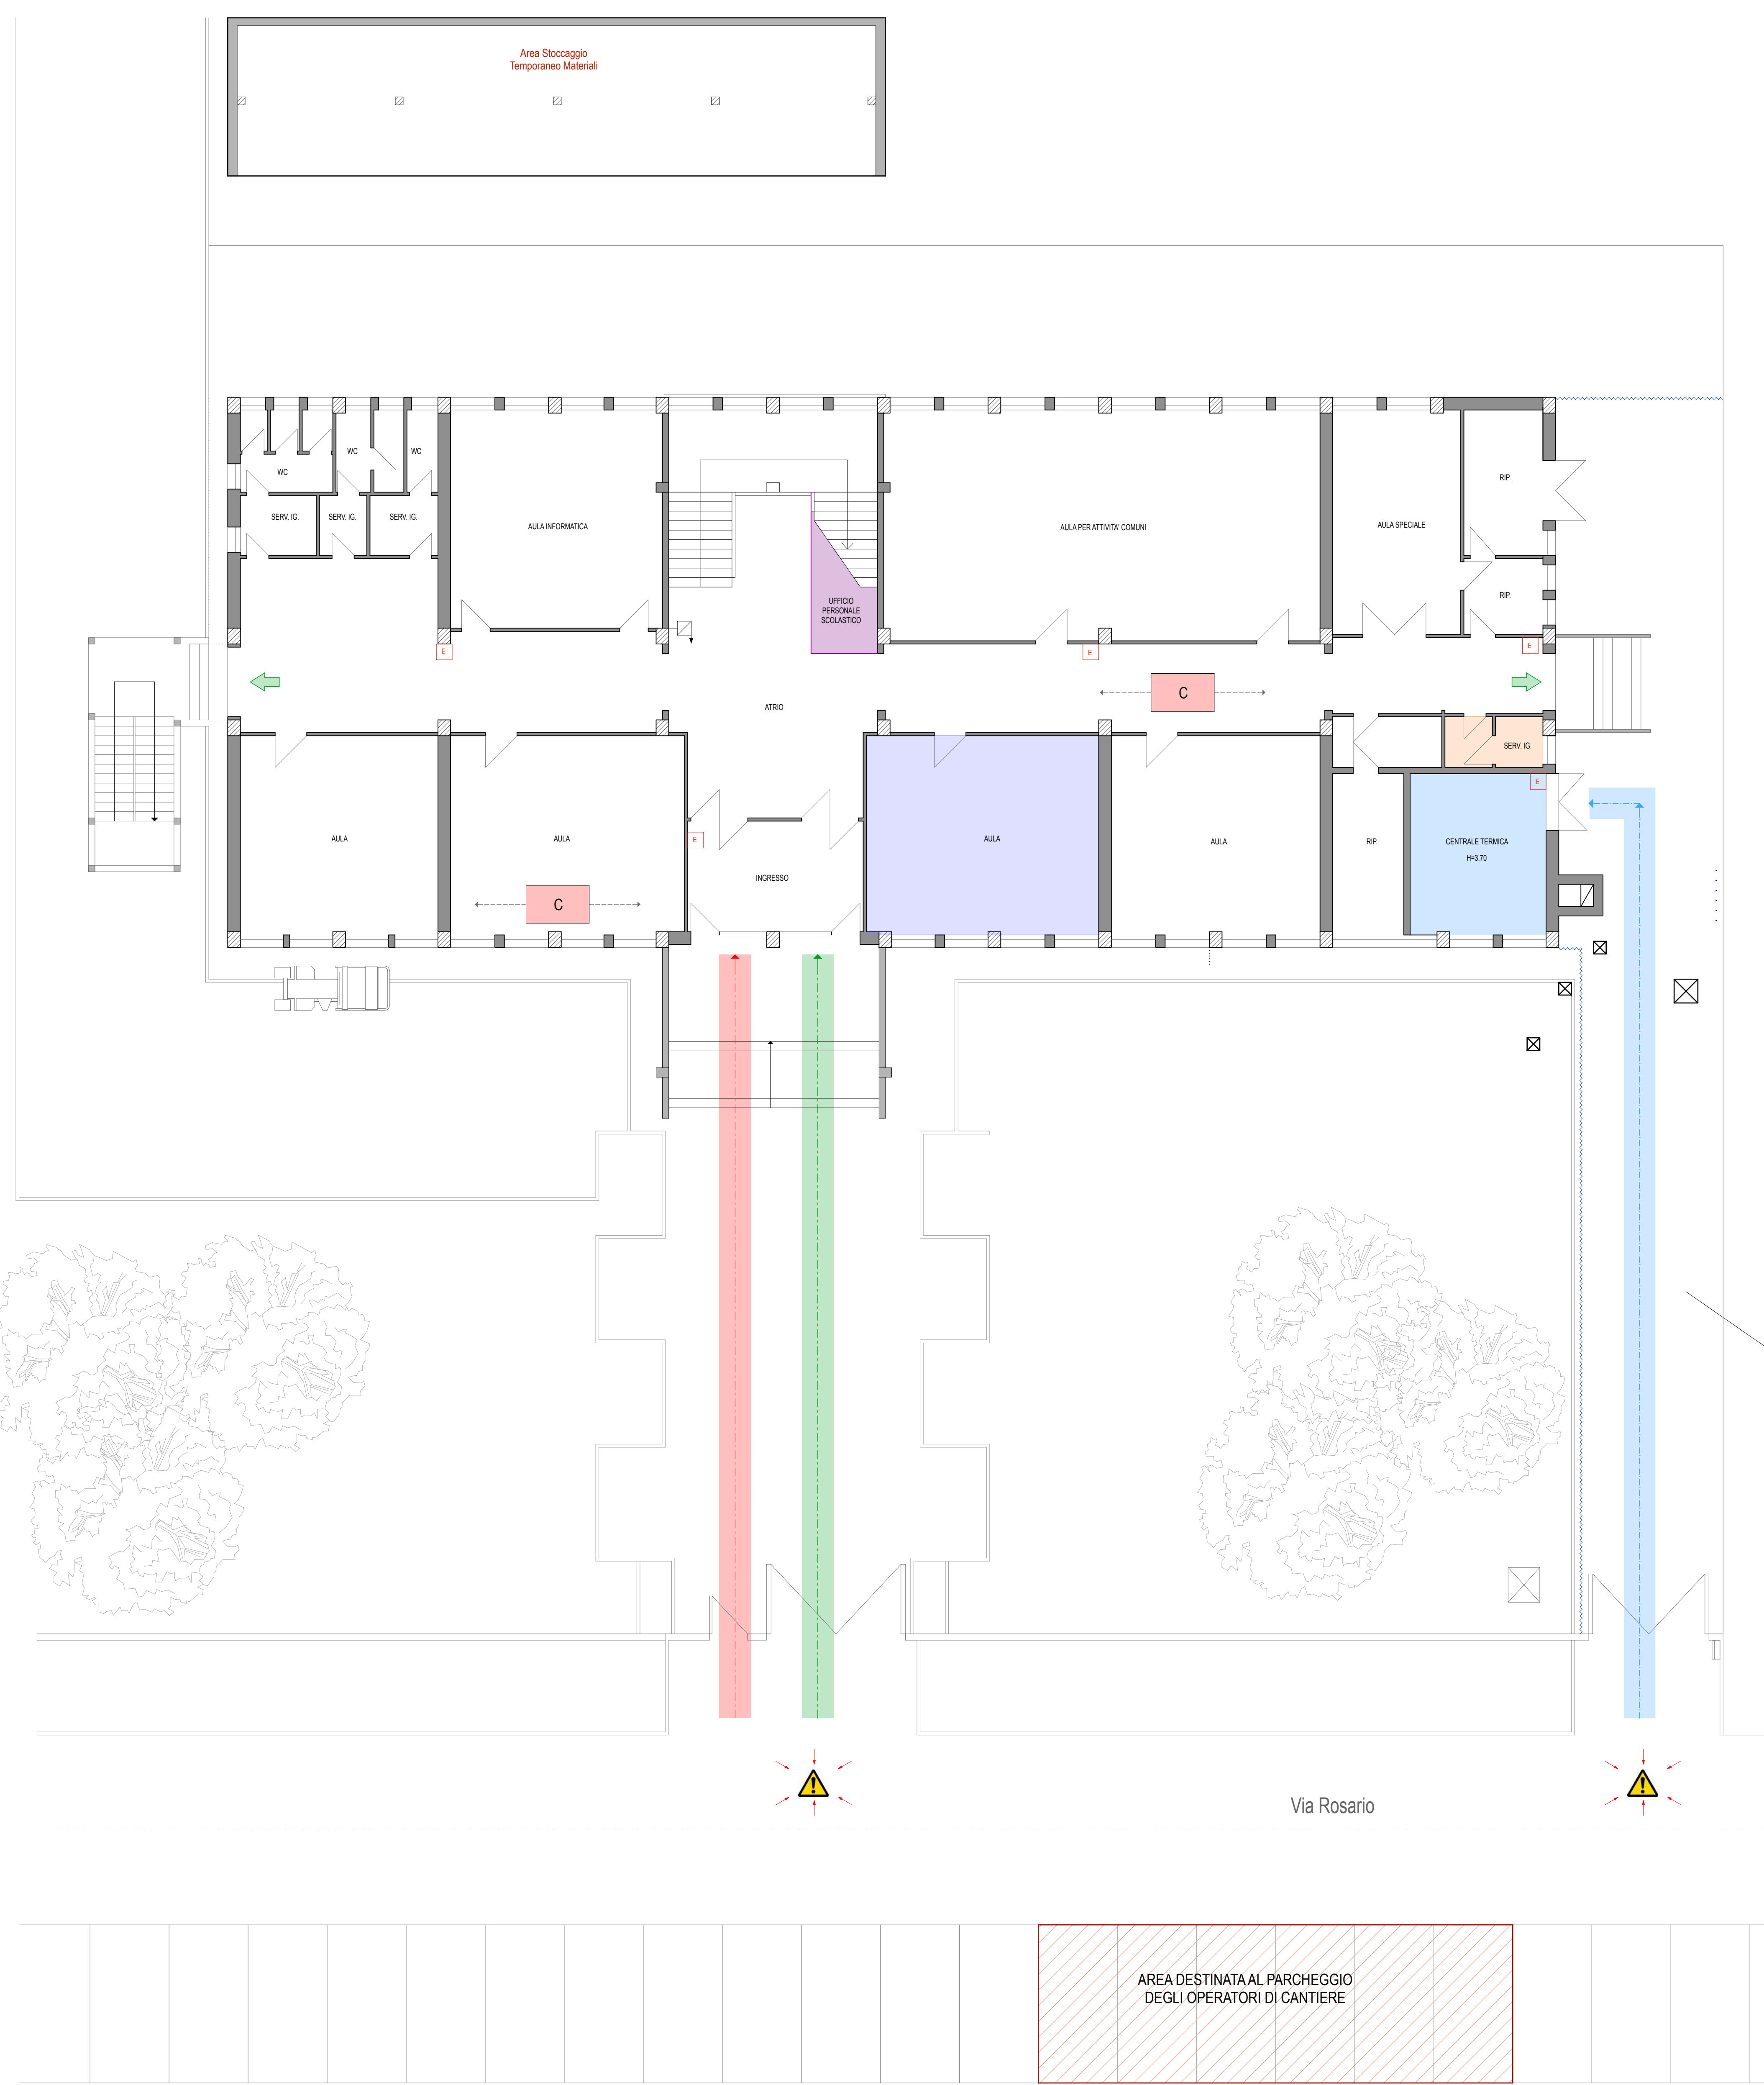 Area Stoccaggio
Temporaneo Materiali
WC
WC
WC
SERV. IG.
SERV. IG.
SERV. IG.
AULA INFORMATICA
AULA PER ATTIVITA' COMUNI
AULA SPECIALE
RIP.
RIP.
UFFICIO
PERSONALE
SCOLASTICO
E
E
E
C
ATRIO
SERV. IG.
E
AULA
AULA
E
INGRESSO
AULA
AULA
RIP.
CENTRALE TERMICA
H=3.70
C
Via Rosario
AREA DESTINATA AL PARCHEGGIO
DEGLI OPERATORI DI CANTIERE